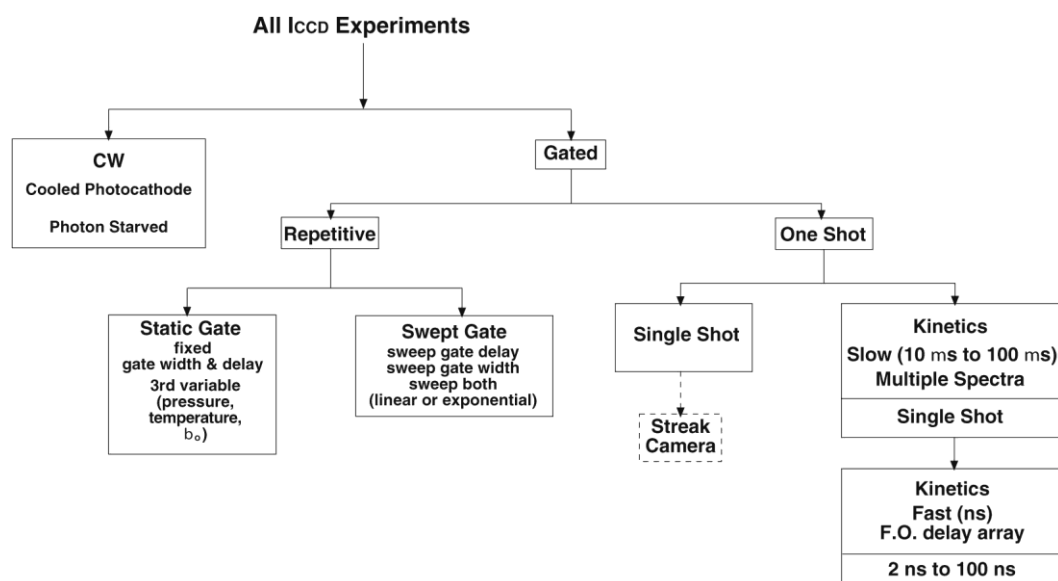 All ICCD Experiments
CW
Cooled Photocathode
Photon Starved
Gated
Repetitive
One Shot
Static Gate
fixed
gate width & delay
3rd variable
(pressure,
temperature,
b₀)
Swept Gate
sweep gate delay
sweep gate width
sweep both
(linear or exponential)
Single Shot
Streak
Camera
Kinetics
Slow (10 ms to 100 ms)
Multiple Spectra
Single Shot
Kinetics
Fast (ns)
F.O. delay array
2 ns to 100 ns